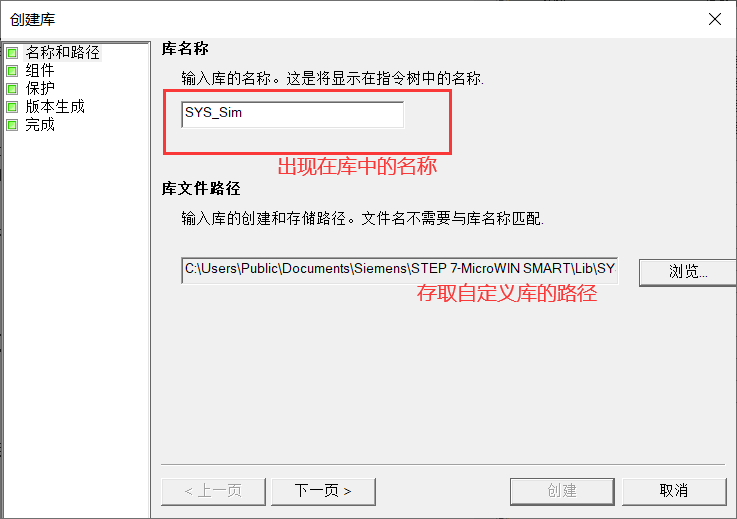 创建库
名称和路径
组件
保护
版本生成
完成
库名称
输入库的名称。这是将显示在指令树中的名称.
SYS_Sim
出现在库中的名称
库文件路径
输入库的创建和存储路径。文件名不需要与库名称匹配.
C:\Users\Public\Documents\Siemens\STEP 7-MicroWIN SMART\Lib\SY
浏览...
存取自定义库的路径
< 上一页
下一页 >
创建
取消